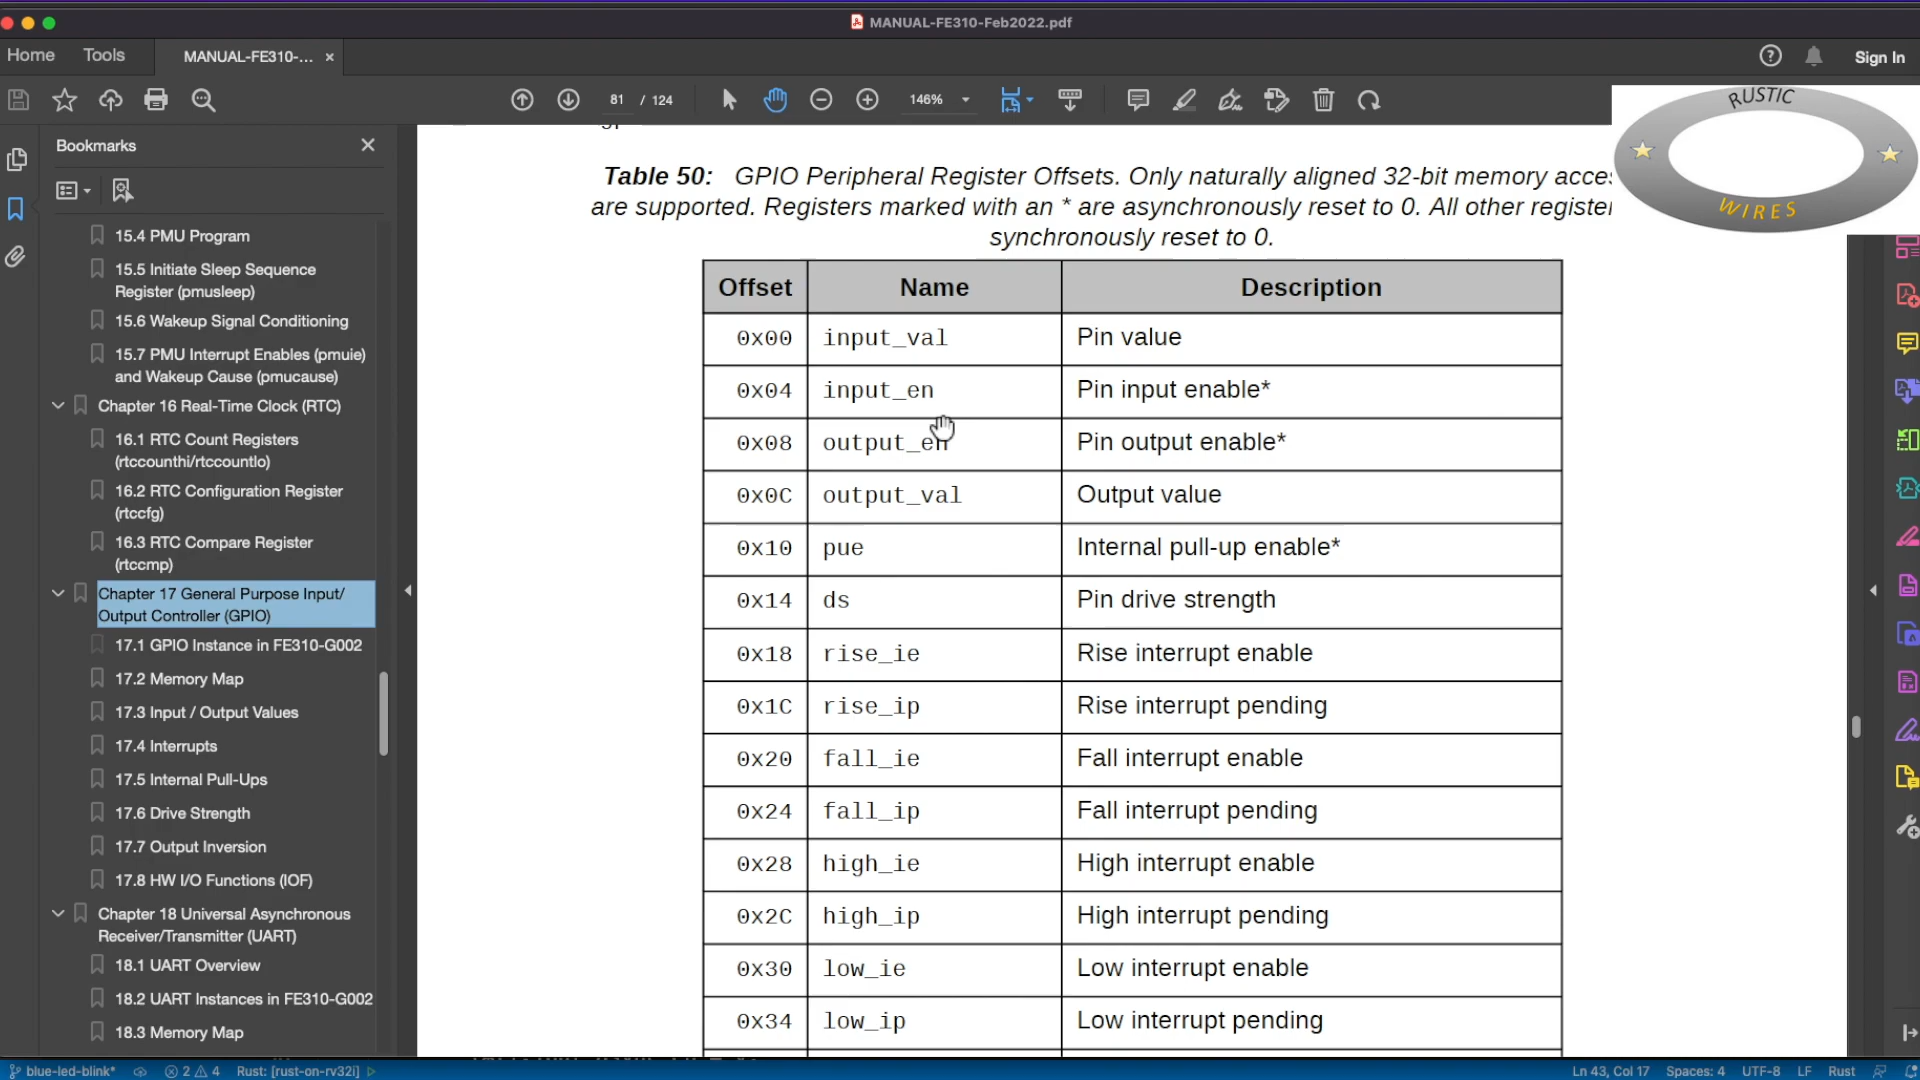 MANUAL-FE310-Feb2022.pdf
Home Tools MANUAL-FE310-... × Sign In
81 / 124 146%
RUSTIC
WIRES
Bookmarks
15.4 PMU Program
15.5 Initiate Sleep Sequence
Register (pmusleep)
15.6 Wakeup Signal Conditioning
15.7 PMU Interrupt Enables (pmuie)
and Wakeup Cause (pmucause)
Chapter 16 Real-Time Clock (RTC)
16.1 RTC Count Registers
(rtccounthi/rtccountlo)
16.2 RTC Configuration Register
(rtccfg)
16.3 RTC Compare Register
(rtccmp)
Chapter 17 General Purpose Input/
Output Controller (GPIO)
17.1 GPIO Instance in FE310-G002
17.2 Memory Map
17.3 Input / Output Values
17.4 Interrupts
17.5 Internal Pull-Ups
17.6 Drive Strength
17.7 Output Inversion
17.8 HW I/O Functions (IOF)
Chapter 18 Universal Asynchronous
Receiver/Transmitter (UART)
18.1 UART Overview
18.2 UART Instances in FE310-G002
18.3 Memory Map
Table 50: GPIO Peripheral Register Offsets. Only naturally aligned 32-bit memory acces
are supported. Registers marked with an * are asynchronously reset to 0. All other register
synchronously reset to 0.
Offset Name Description
0x00 input_val Pin value
0x04 input_en Pin input enable*
0x08 output_en Pin output enable*
0x0C output_val Output value
0x10 pue Internal pull-up enable*
0x14 ds Pin drive strength
0x18 rise_ie Rise interrupt enable
0x1C rise_ip Rise interrupt pending
0x20 fall_ie Fall interrupt enable
0x24 fall_ip Fall interrupt pending
0x28 high_ie High interrupt enable
0x2C high_ip High interrupt pending
0x30 low_ie Low interrupt enable
0x34 low_ip Low interrupt pending
blue-led-blink* 2 4 Rust: [rust-on-rv32i] Ln 43, Col 17 Spaces: 4 UTF-8 LF Rust